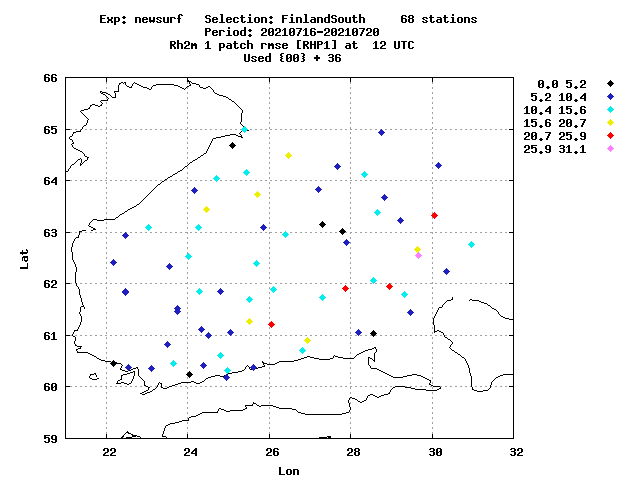 Exp: newsurf Selection: FinlandSouth 68 stations
Period: 20210716-20210720
Rh2m 1 patch rmse [RHP1] at 12 UTC
Used {00} + 36
66
65
64
63
62
61
60
59
Lat
22 24 26 28 30 32
Lon
0.0 5.2
5.2 10.4
10.4 15.6
15.6 20.7
20.7 25.9
25.9 31.1